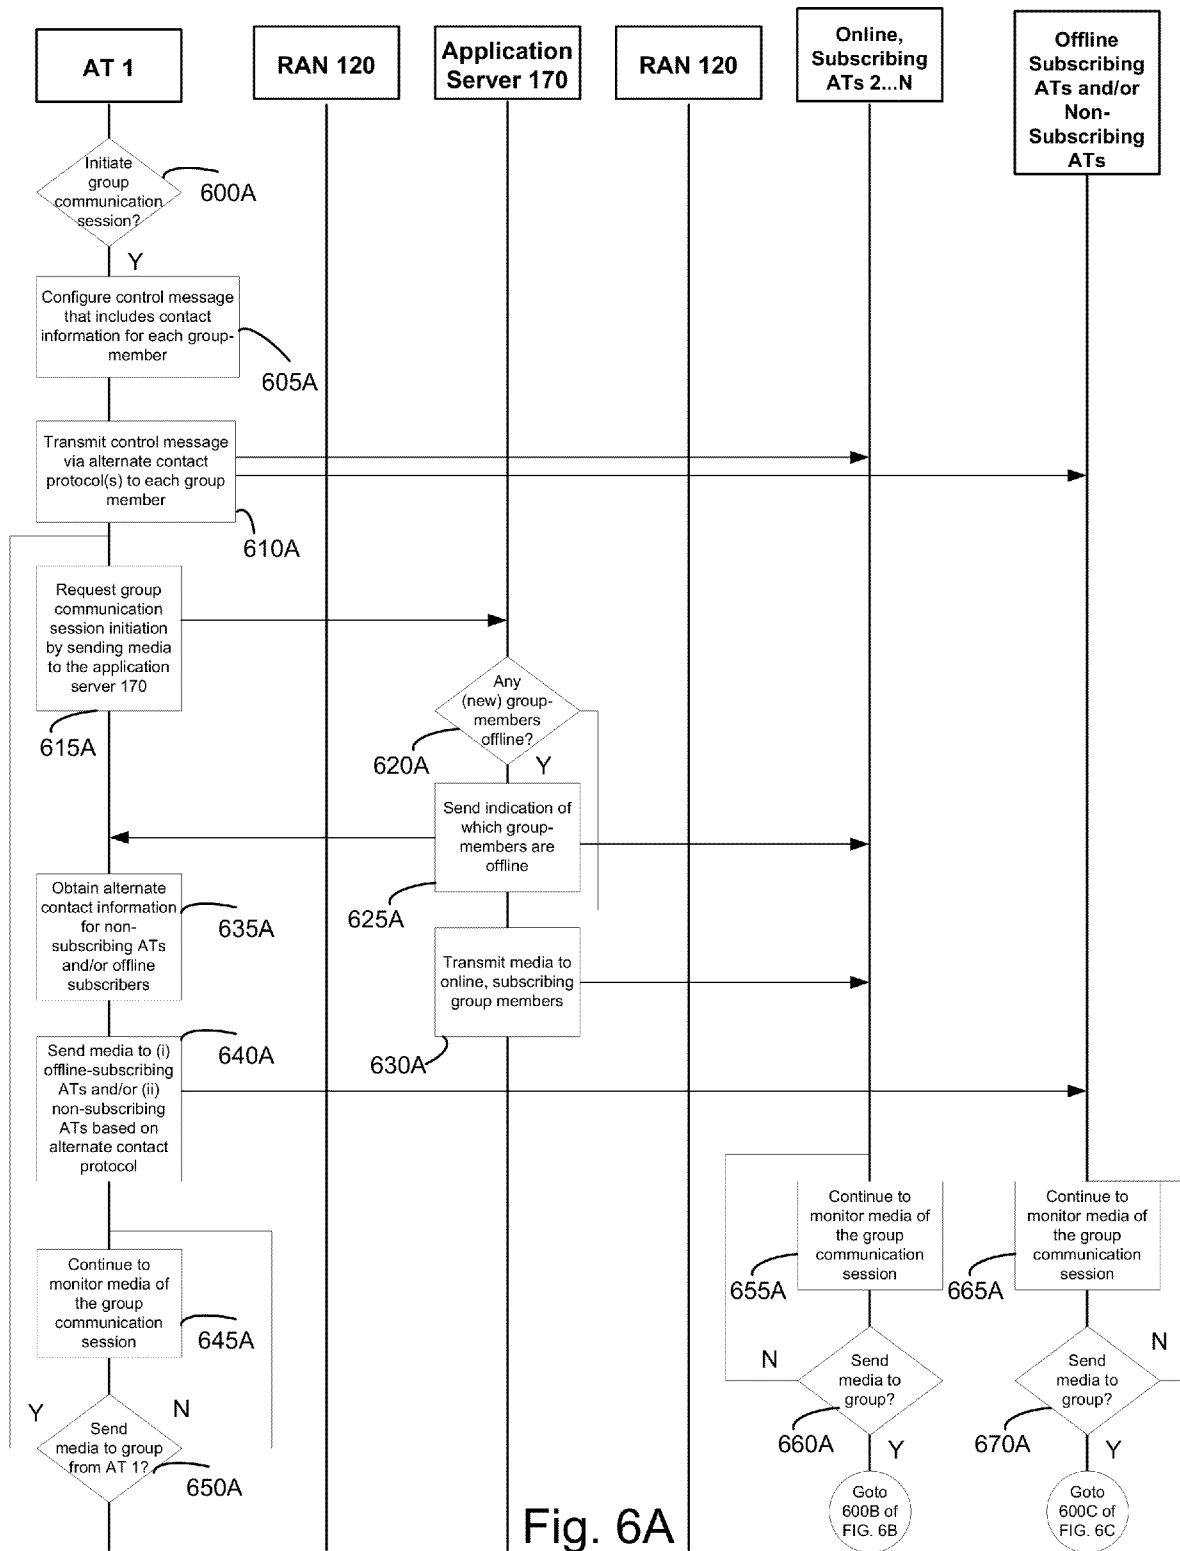 AT 1
RAN 120
Application
Server 170
RAN 120
Online,
Subscribing
ATs 2...N
Offline
Subscribing
ATs and/or
Non-
Subscribing
ATs
Initiate
group
communication
session?
600A
Y
Configure control message
that includes contact
information for each group-
member
605A
Transmit control message
via alternate contact
protocol(s) to each group
member
610A
Request group
communication
session initiation
by sending media
to the application
server 170
615A
Any
(new) group-
members
offline?
620A
Y
Send indication of
which group-
members are
offline
625A
Obtain alternate
contact information
for non-
subscribing ATs
and/or offline
subscribers
635A
Transmit media to
online, subscribing
group members
630A
Send media to (i)
offline-subscribing
ATs and/or (ii)
non-subscribing
ATs based on
alternate contact
protocol
640A
Continue to
monitor media of
the group
communication
session
645A
Continue to
monitor media of
the group
communication
session
655A
Continue to
monitor media of
the group
communication
session
665A
Y
N
Send
media to group
from AT 1?
650A
N
Send
media to
group?
660A
Y
N
Send
media to
group?
670A
Y
Goto
600B of
FIG. 6B
Goto
600C of
FIG. 6C
Fig. 6A